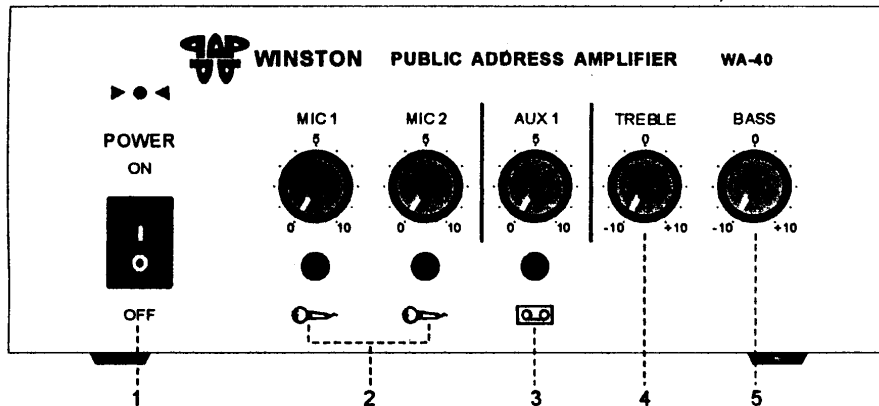 WINSTON PUBLIC ADDRESS AMPLIFIER WA-40
POWER
ON
I
O
OFF
MIC 1 MIC 2 AUX 1 TREBLE BASS
5 5 5 0 0
0 10 0 10 0 10 -10 +10 -10 +10
1 2 3 4 5